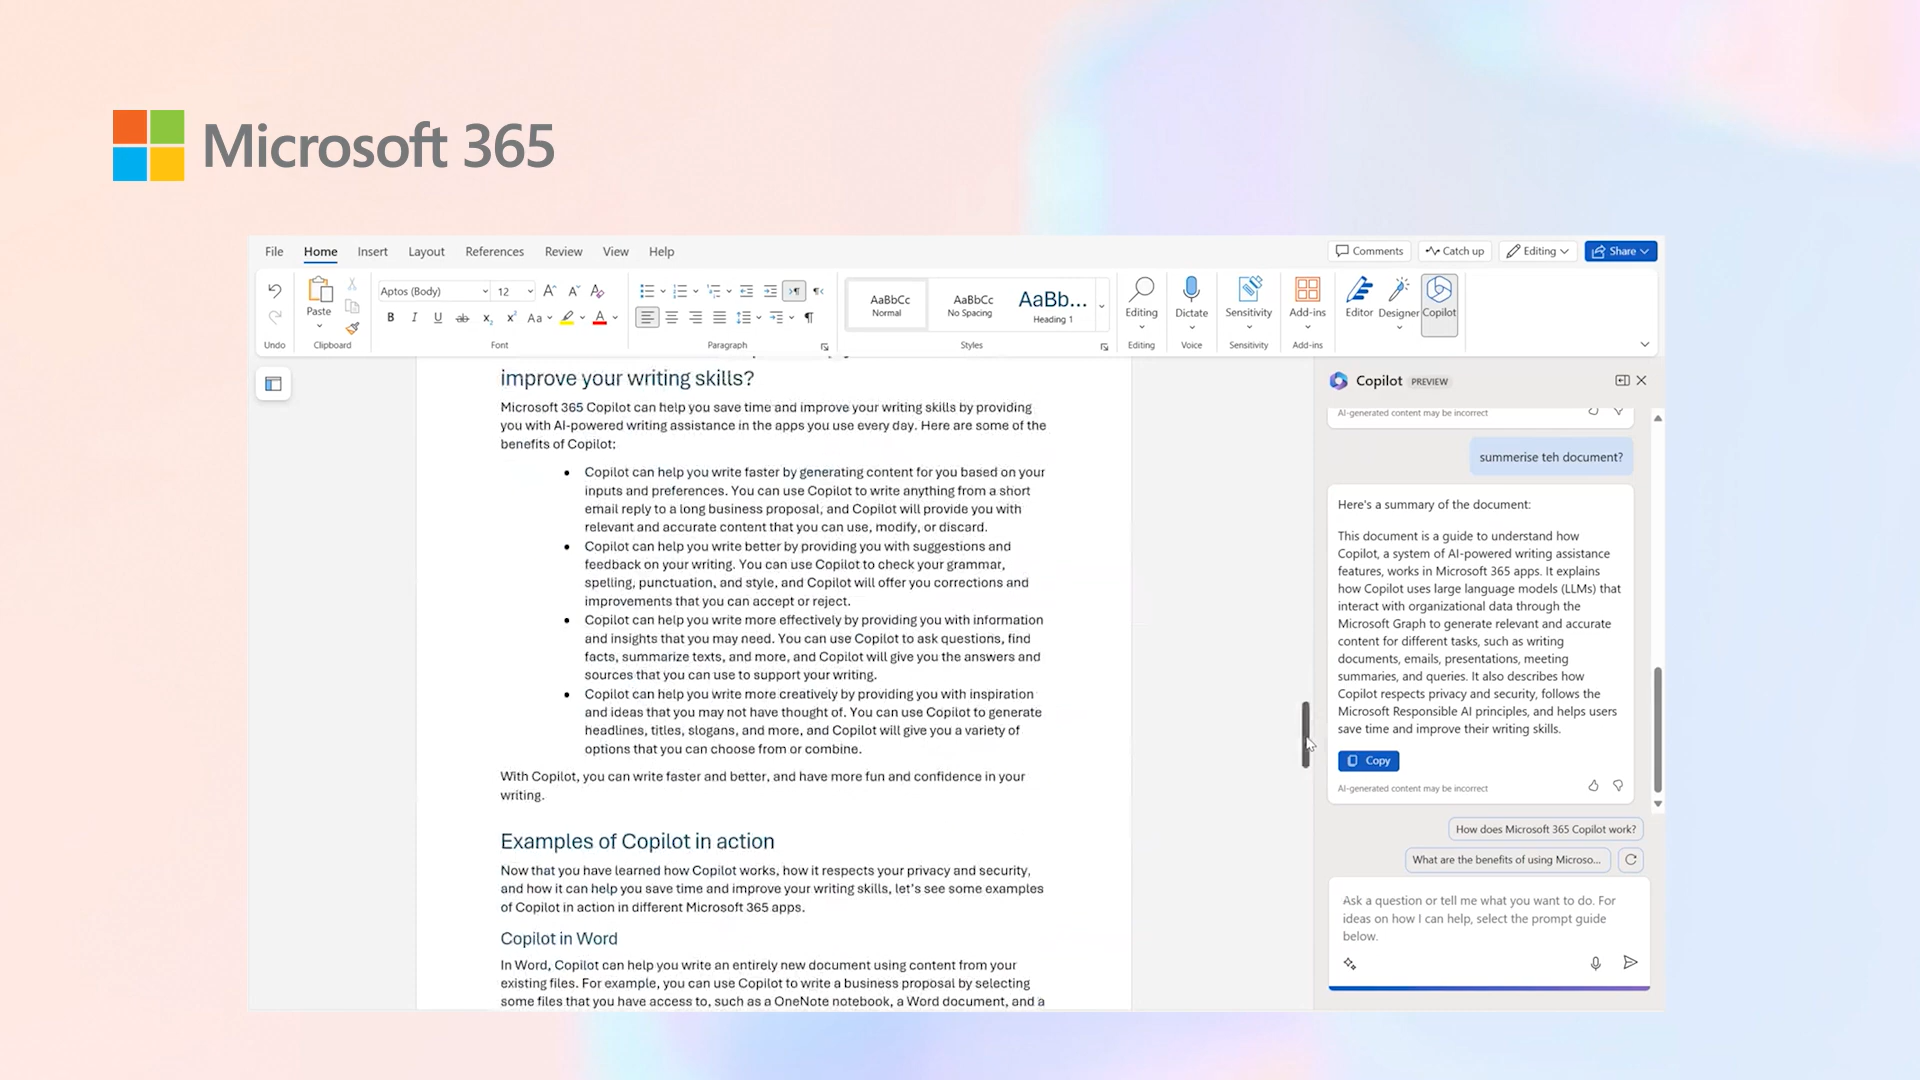 Microsoft 365
File Home Insert Layout References Review View Help
Comments Catch up Editing Share
Paste
Aptos (Body) 12
AaBbCc AaBbCc AaBb...
Normal No Spacing Heading 1
Editing Dictate Sensitivity Add-ins Editor Designer Copilot
Undo Clipboard Font Paragraph Styles Editing Voice Sensitivity Add-ins
improve your writing skills?
Microsoft 365 Copilot can help you save time and improve your writing skills by providing
you with AI-powered writing assistance in the apps you use every day. Here are some of the
benefits of Copilot:
• Copilot can help you write faster by generating content for you based on your
inputs and preferences. You can use Copilot to write anything from a short
email reply to a long business proposal, and Copilot will provide you with
relevant and accurate content that you can use, modify, or discard.
• Copilot can help you write better by providing you with suggestions and
feedback on your writing. You can use Copilot to check your grammar,
spelling, punctuation, and style, and Copilot will offer you corrections and
improvements that you can accept or reject.
• Copilot can help you write more effectively by providing you with information
and insights that you may need. You can use Copilot to ask questions, find
facts, summarize texts, and more, and Copilot will give you the answers and
sources that you can use to support your writing.
• Copilot can help you write more creatively by providing you with inspiration
and ideas that you may not have thought of. You can use Copilot to generate
headlines, titles, slogans, and more, and Copilot will give you a variety of
options that you can choose from or combine.
With Copilot, you can write faster and better, and have more fun and confidence in your
writing.
Examples of Copilot in action
Now that you have learned how Copilot works, how it respects your privacy and security,
and how it can help you save time and improve your writing skills, let's see some examples
of Copilot in action in different Microsoft 365 apps.
Copilot in Word
In Word, Copilot can help you write an entirely new document using content from your
existing files. For example, you can use Copilot to write a business proposal by selecting
some files that you have access to, such as a OneNote notebook, a Word document, and a
Copilot PREVIEW
AI-generated content may be incorrect
summerise teh document?
Here's a summary of the document:
This document is a guide to understand how
Copilot, a system of AI-powered writing assistance
features, works in Microsoft 365 apps. It explains
how Copilot uses large language models (LLMs) that
interact with organizational data through the
Microsoft Graph to generate relevant and accurate
content for different tasks, such as writing
documents, emails, presentations, meeting
summaries, and queries. It also describes how
Copilot respects privacy and security, follows the
Microsoft Responsible AI principles, and helps users
save time and improve their writing skills.
Copy
AI-generated content may be incorrect
How does Microsoft 365 Copilot work?
What are the benefits of using Microso...
Ask a question or tell me what you want to do. For
ideas on how I can help, select the prompt guide
below.